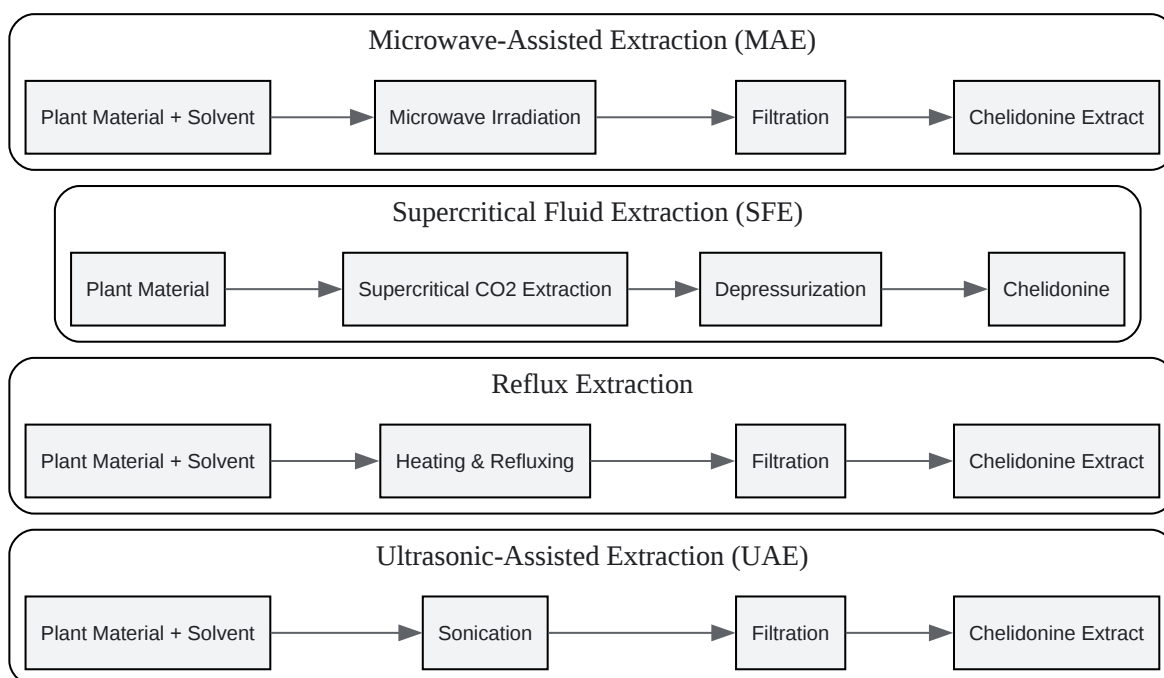 Microwave-Assisted Extraction (MAE)
Plant Material + Solvent
Microwave Irradiation
Filtration
Chelidonine Extract
Supercritical Fluid Extraction (SFE)
Plant Material
Supercritical CO2 Extraction
Depressurization
Chelidonine
Reflux Extraction
Plant Material + Solvent
Heating & Refluxing
Filtration
Chelidonine Extract
Ultrasonic-Assisted Extraction (UAE)
Plant Material + Solvent
Sonication
Filtration
Chelidonine Extract